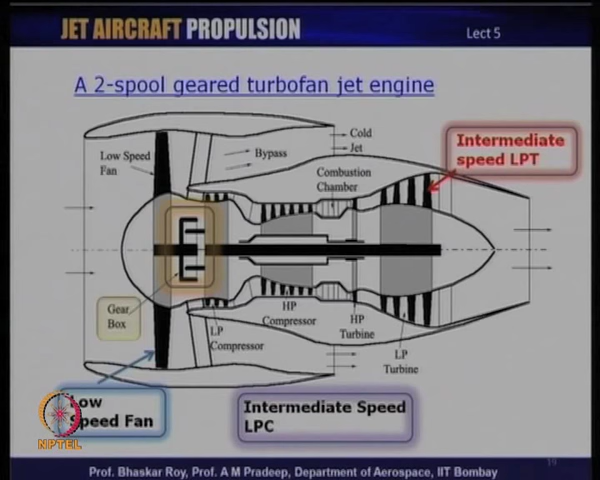 JET AIRCRAFT PROPULSION
Lect 5
A 2-spool geared turbofan jet engine
Low Speed
Fan
Bypass
Cold
Jet
Combustion
Chamber
Intermediate
speed LPT
Gear
Box
LP
Compressor
HP
Compressor
HP
Turbine
LP
Turbine
Low
Speed Fan
Intermediate Speed
LPC
NPTEL
Prof. Bhaskar Roy, Prof. A M Pradeep, Department of Aerospace, IIT Bombay
19